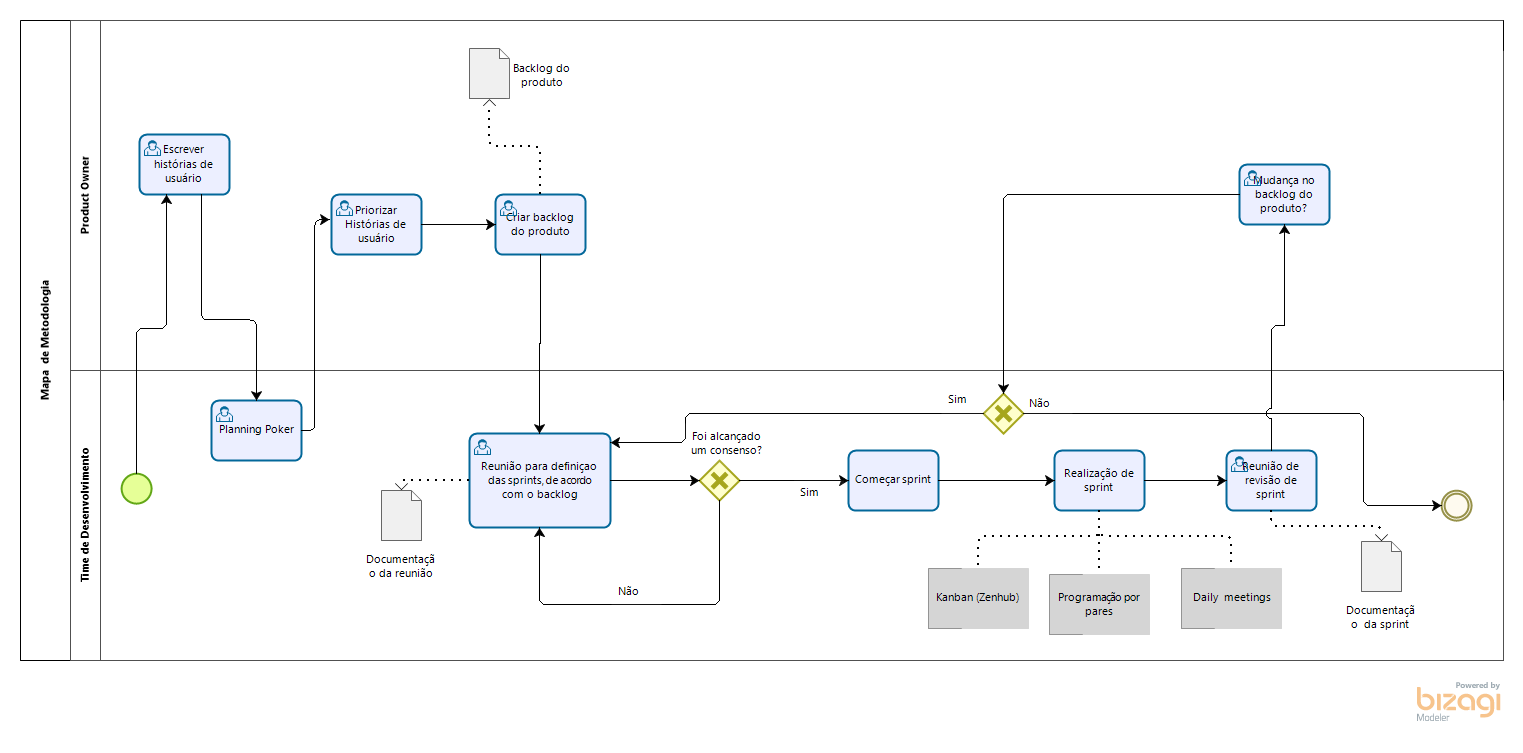 Mapa de Metodologia
Product Owner
Backlog do
produto
Escrever
histórias de
usuário
Priorizar
Histórias de
usuário
Criar backlog
do produto
Mudança no
backlog do
produto?
Time de Desenvolvimento
Planning Poker
Reunião para definiçao
das sprints, de acordo
com o backlog
Documentaçã
o da reunião
Foi alcançado
um consenso?
Sim
Não
Sim
Não
Começar sprint
Realização de
sprint
Reunião de
revisão de
sprint
Kanban (Zenhub)
Programação por
pares
Daily meetings
Documentaçã
o da sprint
Powered by
bizagi
Modeler